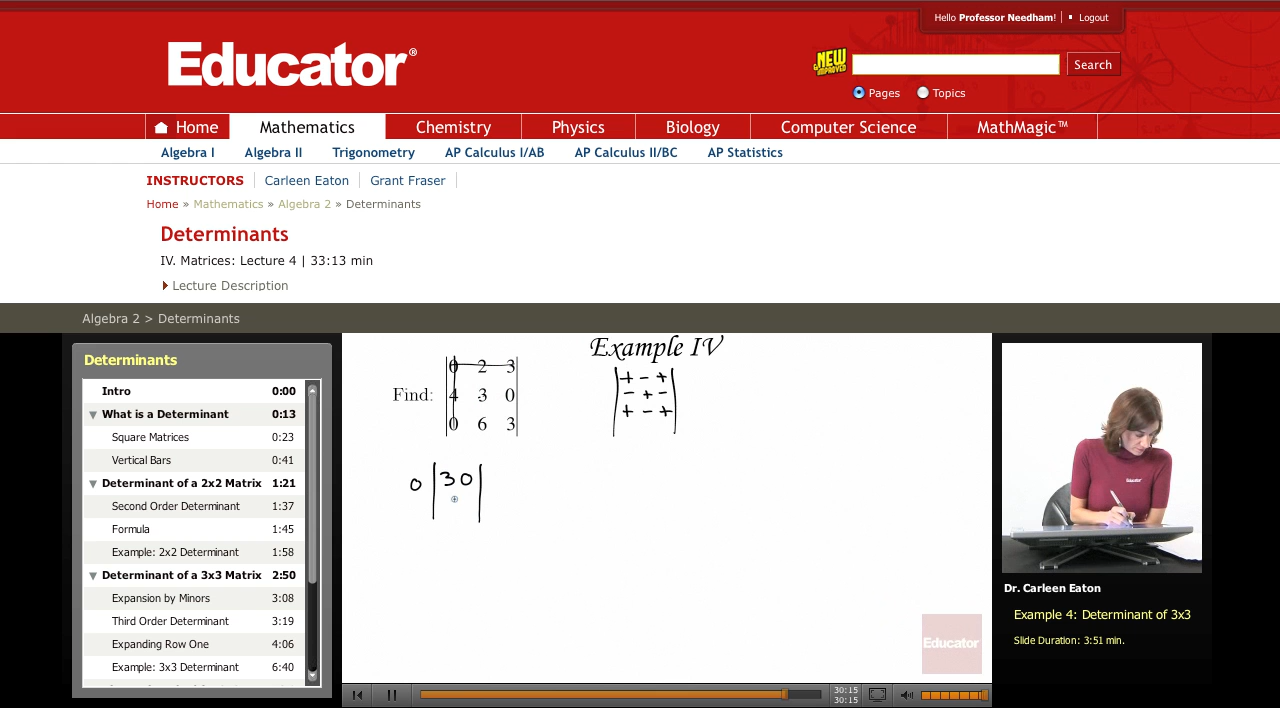 Hello Professor Needham! | ▪ Logout
Educator®
NEW & IMPROVED
Search
Pages Topics
Home Mathematics Chemistry Physics Biology Computer Science MathMagic™
Algebra I Algebra II Trigonometry AP Calculus I/AB AP Calculus II/BC AP Statistics
INSTRUCTORS Carleen Eaton Grant Fraser
Home » Mathematics » Algebra 2 » Determinants
Determinants
IV. Matrices: Lecture 4 | 33:13 min
Lecture Description
Algebra 2 > Determinants
Determinants
Intro 0:00
What is a Determinant 0:13
Square Matrices 0:23
Vertical Bars 0:41
Determinant of a 2x2 Matrix 1:21
Second Order Determinant 1:37
Formula 1:45
Example: 2x2 Determinant 1:58
Determinant of a 3x3 Matrix 2:50
Expansion by Minors 3:08
Third Order Determinant 3:19
Expanding Row One 4:06
Example: 3x3 Determinant 6:40
Example IV
0 2 3
Find: 4 3 0
0 6 3
+ - +
- + -
+ - +
0 | 3 0 |
Educator
30:15
30:15
Educator
Dr. Carleen Eaton
Example 4: Determinant of 3x3
Slide Duration: 3:51 min.